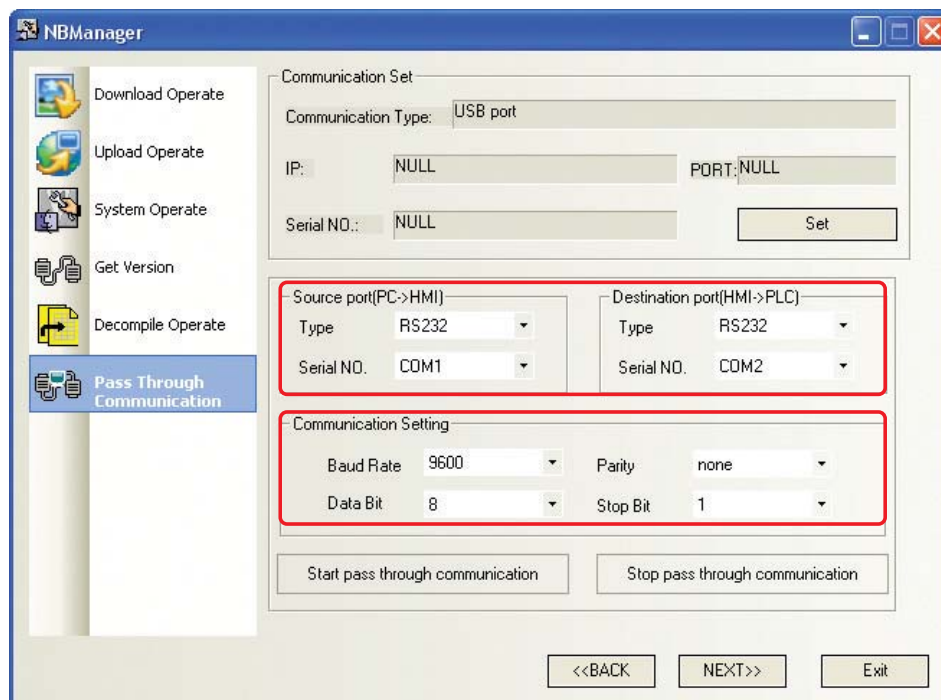 NBManager
Download Operate
Upload Operate
System Operate
Get Version
Decompile Operate
Pass Through
Communication
Communication Set
Communication Type: USB port
IP: NULL PORT: NULL
Serial NO.: NULL Set
Source port(PC->HMI)
Type RS232
Serial NO. COM1
Destination port(HMI->PLC)
Type RS232
Serial NO. COM2
Communication Setting
Baud Rate 9600 Parity none
Data Bit 8 Stop Bit 1
Start pass through communication Stop pass through communication
<<BACK NEXT>> Exit